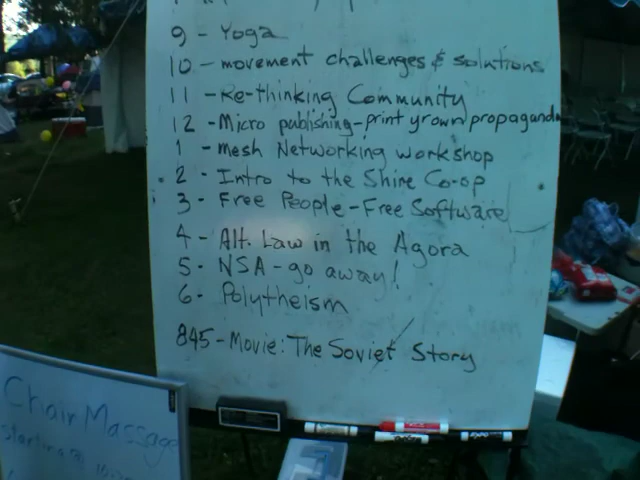 9 - Yoga
10 - movement challenges & solutions
11 - Re-thinking Community
12 - Micro publishing - print yr own propaganda
1 - mesh Networking workshop
2 - Intro to the Shire Co-op
3 - Free People - Free Software
4 - Alt. Law in the Agora
5 - NSA - go away!
6 - Polytheism
845 - Movie: The Soviet Story
Chair Massage
starting @